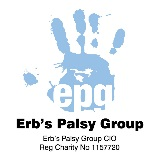 epg
Erb's Palsy Group
Erb's Palsy Group CIO
Reg Charity No 1157720